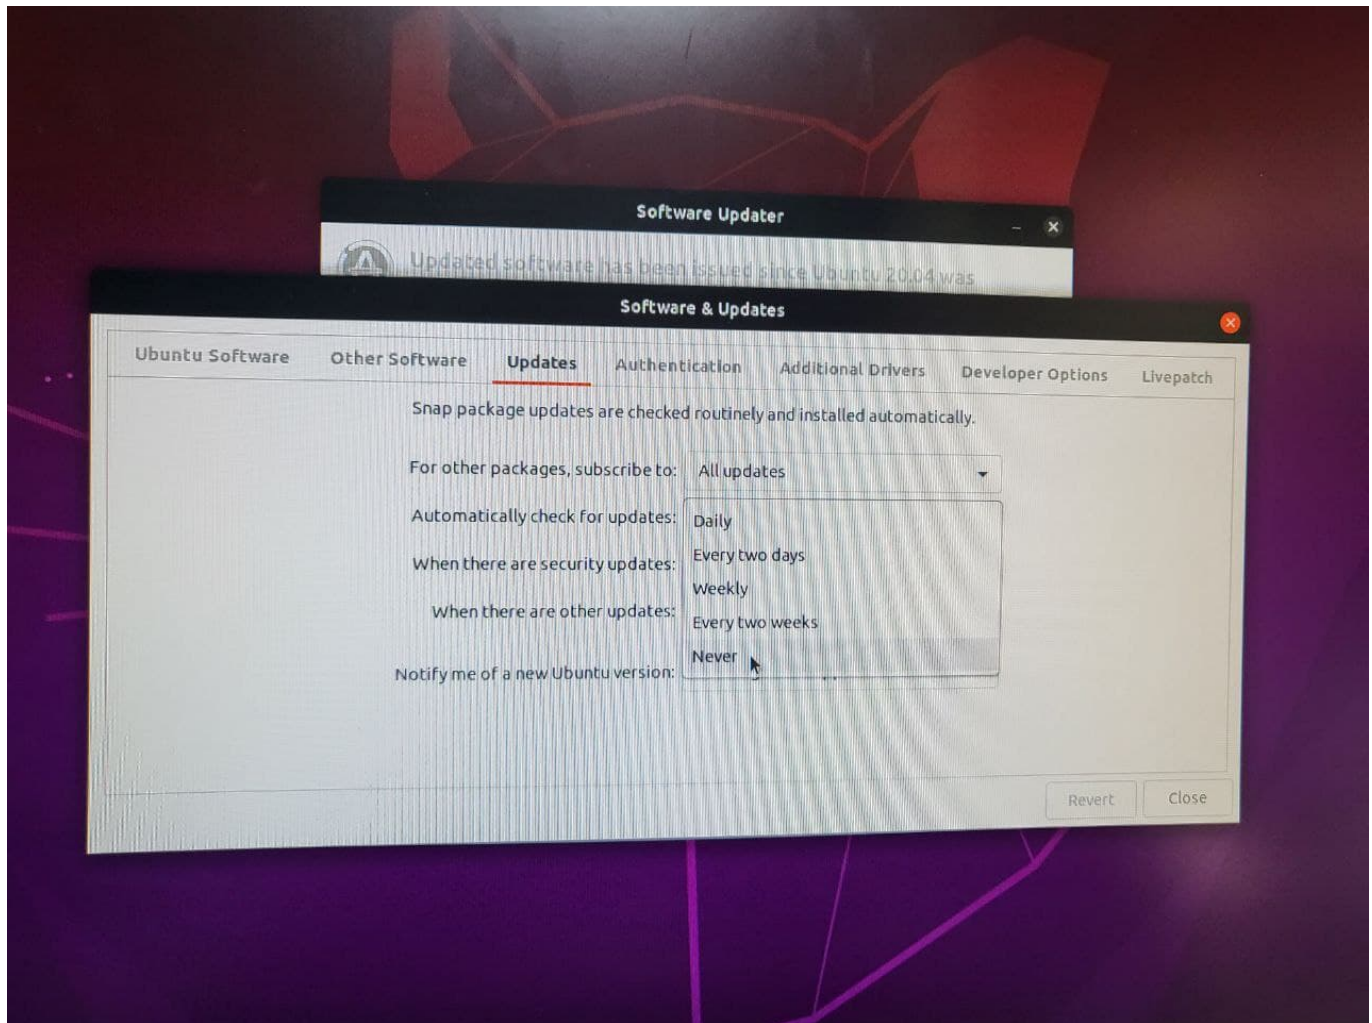 Software Updater
Updated software has been issued since Ubuntu 20.04 was
Software & Updates
Ubuntu Software Other Software Updates Authentication Additional Drivers Developer Options Livepatch
Snap package updates are checked routinely and installed automatically.
For other packages, subscribe to: All updates
Automatically check for updates: Daily
When there are security updates: Every two days
Weekly
When there are other updates: Every two weeks
Never
Notify me of a new Ubuntu version:
Revert Close